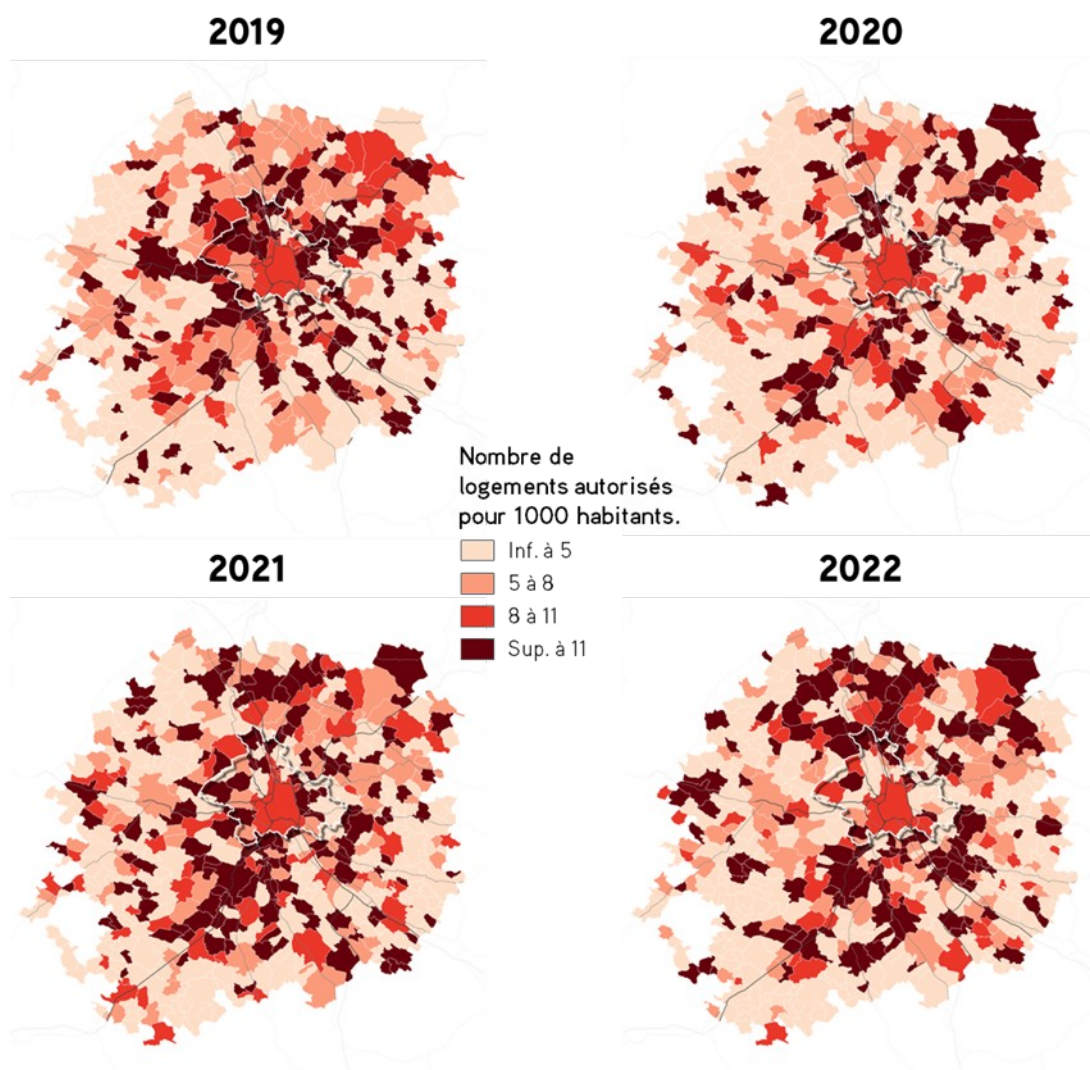 2019
2020
Nombre de
logements autorisés
pour 1000 habitants.
Inf. à 5
5 à 8
8 à 11
Sup. à 11
2021
2022